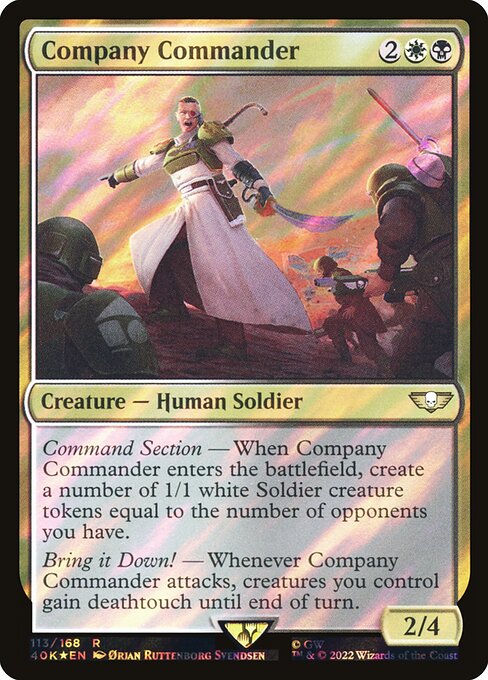 Company Commander 2
Creature — Human Soldier
Command Section — When Company
Commander enters the battlefield, create
a number of 1/1 white Soldier creature
tokens equal to the number of opponents
you have.
Bring it Down! — Whenever Company
Commander attacks, creatures you control
gain deathtouch until end of turn.
2/4
113/168 R
40K★EN Ørjan Ruttenborg Svendsen
© GW
™ & © 2022 Wizards of the Coast